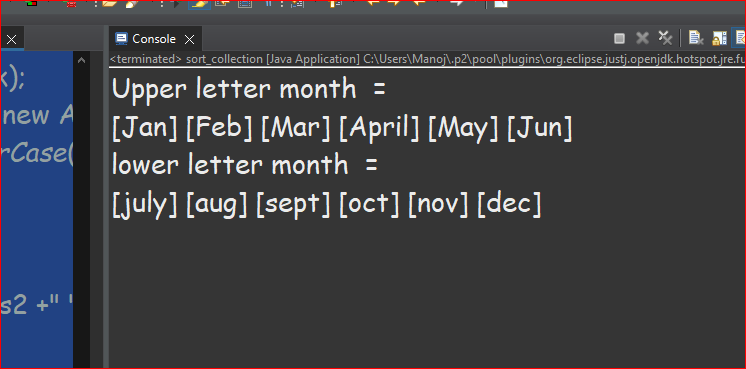 Console
<terminated> sort_collection [Java Application] C:\Users\Manoj\.p2\pool\plugins\org.eclipse.justj.openjdk.hotspot.jre.fu
);
new A
rCase(
s2 +" "
Upper letter month =
[Jan] [Feb] [Mar] [April] [May] [Jun]
lower letter month =
[july] [aug] [sept] [oct] [nov] [dec]